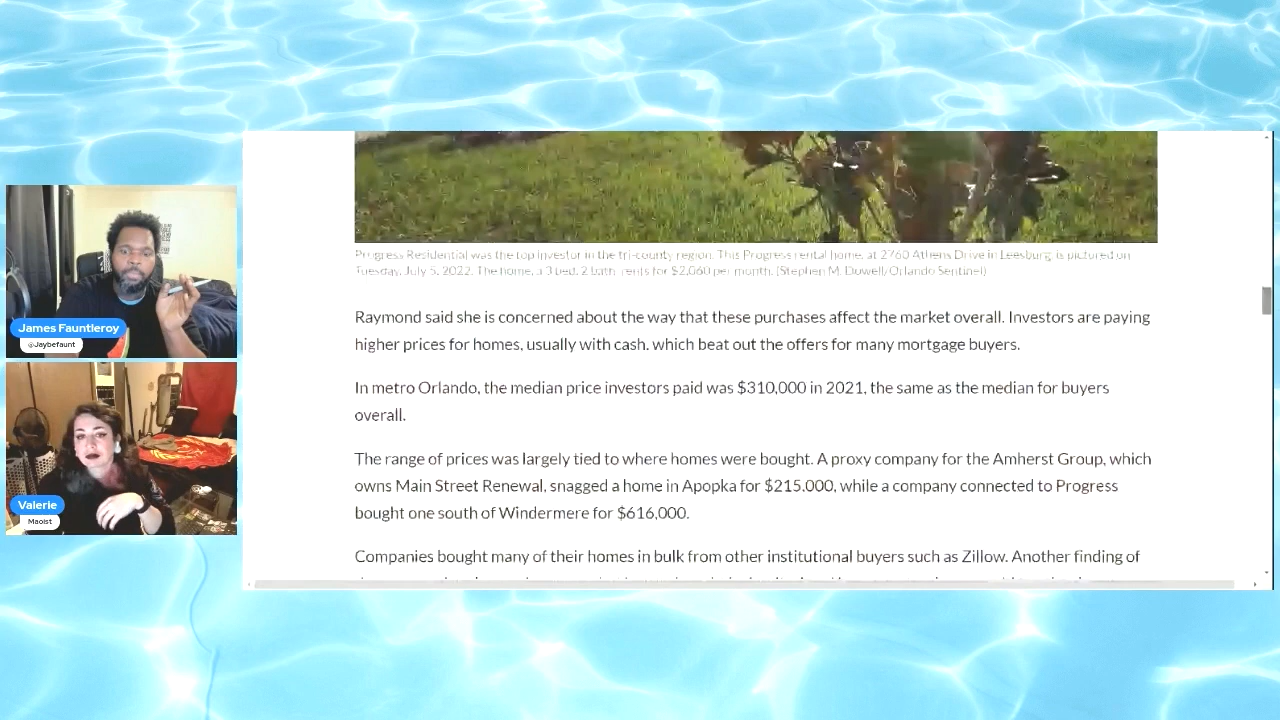 Progress Residential was the top investor in the tri-county region. This Progress rental home, at 2760 Athens Drive in Leesburg, is pictured on
Tuesday, July 5, 2022. The home, a 3 bed, 2 bath, rents for $2,060 per month. (Stephen M. Dowell/Orlando Sentinel)
Raymond said she is concerned about the way that these purchases affect the market overall. Investors are paying
higher prices for homes, usually with cash, which beat out the offers for many mortgage buyers.
In metro Orlando, the median price investors paid was $310,000 in 2021, the same as the median for buyers
overall.
The range of prices was largely tied to where homes were bought. A proxy company for the Amherst Group, which
owns Main Street Renewal, snagged a home in Apopka for $215,000, while a company connected to Progress
bought one south of Windermere for $616,000.
Companies bought many of their homes in bulk from other institutional buyers such as Zillow. Another finding of
James Fauntleroy
@Jaybefaunt
Valerie
Maoist